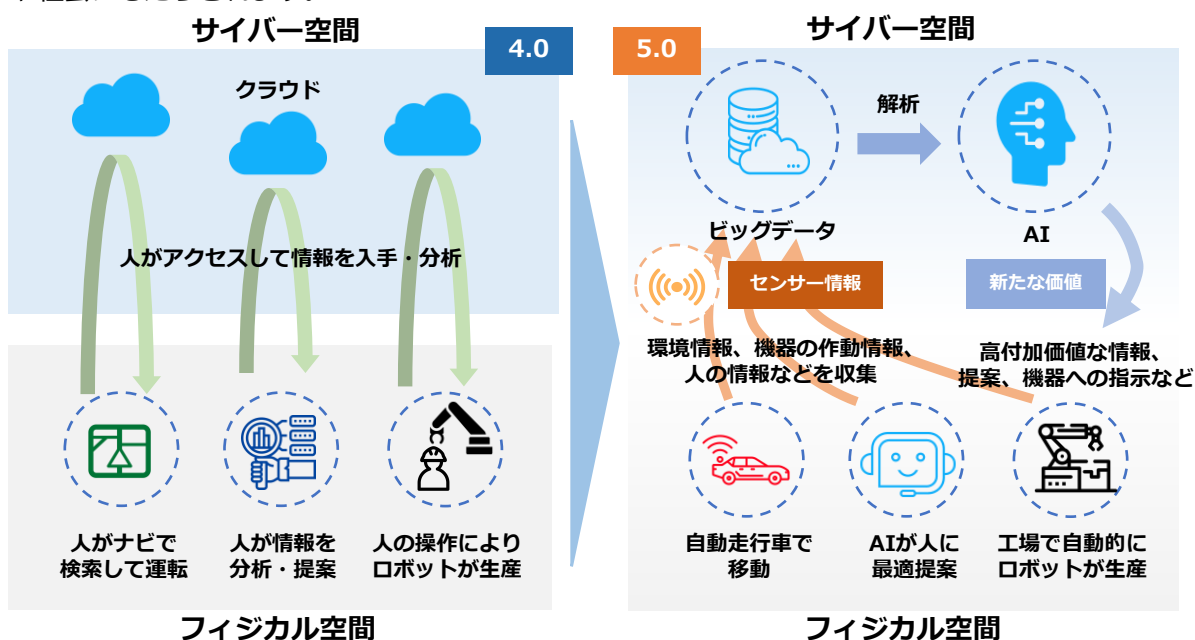 サイバー空間
4.0
クラウド
人がアクセスして情報を入手・分析
人がナビで
検索して運転
人が情報を
分析・提案
人の操作により
ロボットが生産
フィジカル空間
サイバー空間
5.0
解析
ビッグデータ
AI
センサー情報
新たな価値
環境情報、機器の作動情報、
人の情報などを収集
高付加価値な情報、
提案、機器への指示など
自動走行車で
移動
AIが人に
最適提案
工場で自動的に
ロボットが生産
フィジカル空間